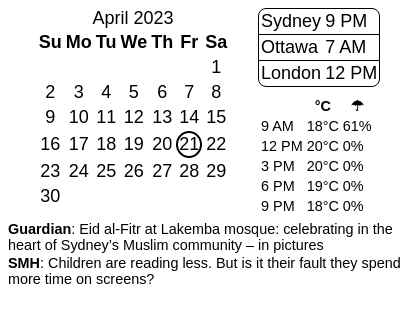 April 2023
Su Mo Tu We Th Fr Sa
1
2 3 4 5 6 7 8
9 10 11 12 13 14 15
16 17 18 19 20 21 22
23 24 25 26 27 28 29
30
Sydney 9 PM
Ottawa 7 AM
London 12 PM
°C ☂
9 AM 18°C 61%
12 PM 20°C 0%
3 PM 20°C 0%
6 PM 19°C 0%
9 PM 18°C 0%
Guardian: Eid al-Fitr at Lakemba mosque: celebrating in the
heart of Sydney’s Muslim community – in pictures
SMH: Children are reading less. But is it their fault they spend
more time on screens?